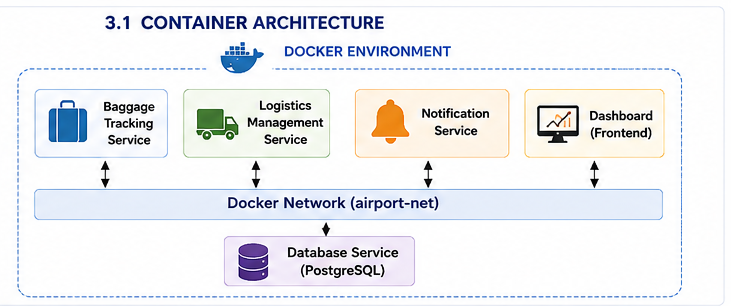 3.1 CONTAINER ARCHITECTURE
DOCKER ENVIRONMENT
Baggage
Tracking
Service
Logistics
Management
Service
Notification
Service
Dashboard
(Frontend)
Docker Network (airport-net)
Database Service
(PostgreSQL)